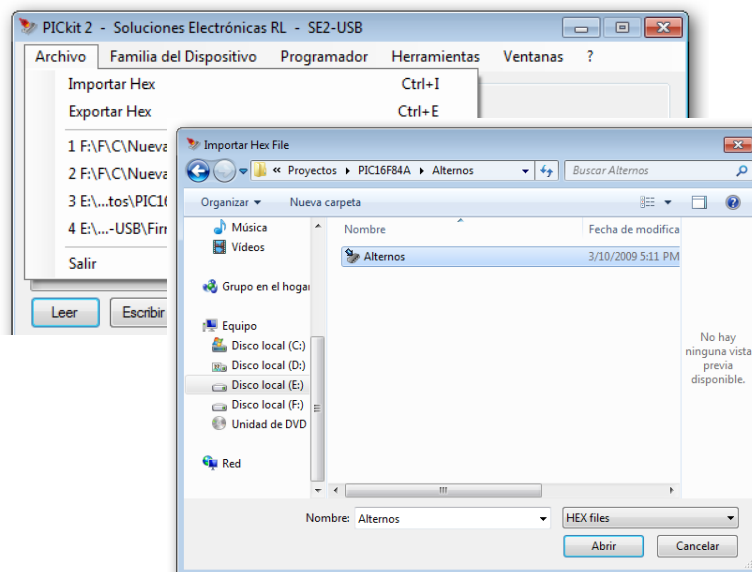 PICkit 2 - Soluciones Electrónicas RL - SE2-USB
Archivo Familia del Dispositivo Programador Herramientas Ventanas ?
Importar Hex Ctrl+I
Exportar Hex Ctrl+E
1 F:\F\C\Nueva
2 F:\F\C\Nueva
3 E:\...tos\PIC16
4 E:\...-USB\Firr
Salir
Leer Escribir
Importar Hex File
« Proyectos ▸ PIC16F84A ▸ Alternos Buscar Alternos
Organizar Nueva carpeta
Música
Vídeos
Grupo en el hogar
Equipo
Disco local (C:)
Disco local (D:)
Disco local (E:)
Disco local (F:)
Unidad de DVD
Red
Nombre Fecha de modifica
Alternos 3/10/2009 5:11 PM
No hay
ninguna vista
previa
disponible.
Nombre: Alternos HEX files
Abrir Cancelar